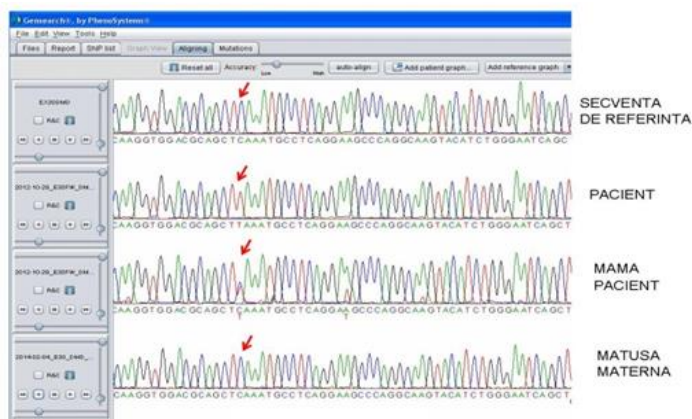 Gensearch®, by PhenoSystems®
File Edit View Tools Help
Files Report SNP list Graph View Aligning Mutations
Reset all Accuracy: Low High auto-align Add patient graph... Add reference graph
R&C
CAAGGTGGACGCAGCTCAAATGCCTCAGGAAGCCCAGGCAAGTACATCTGGGAATCAGC
SECVENTA
DE REFERINTA
R&C
CAAGGTGGACGCAGCTTAAATGCCTCAGGAAGCCCAGGCAAGTACATCTGGGAATCAGCT
PACIENT
R&C
CAAGGTGGACGCAGCTCAAATGCCTCAGGAAGCCCAGGCAAGTACATCTGGGAATCAGCT
T T
MAMA
PACIENT
R&C
CAAGGTGGACGCAGCTCAAATGCCTCAGGAAGCCCAGGCAAGTACATCTGGGAATCAGCT
MATUSA
MATERNA